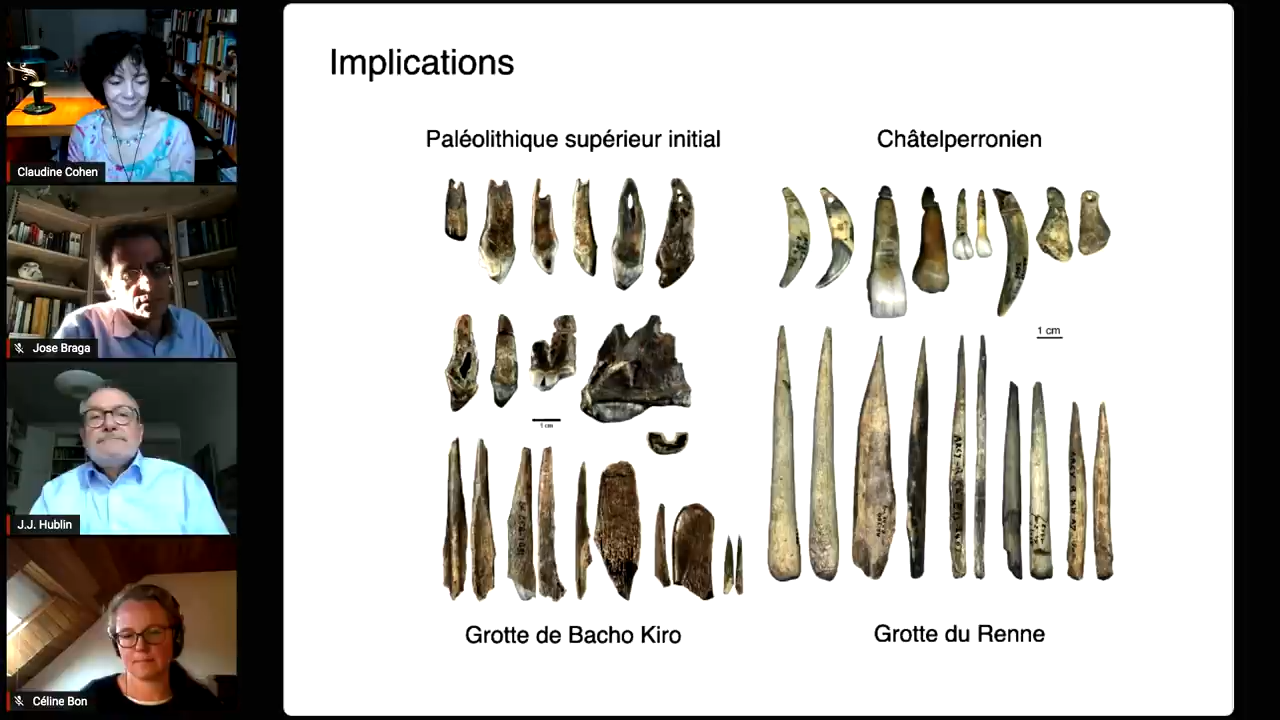 Implications
Paléolithique supérieur initial
Châtelperronien
1 cm
1 cm
Grotte de Bacho Kiro
Grotte du Renne
Claudine Cohen
Jose Braga
J.J. Hublin
Céline Bon